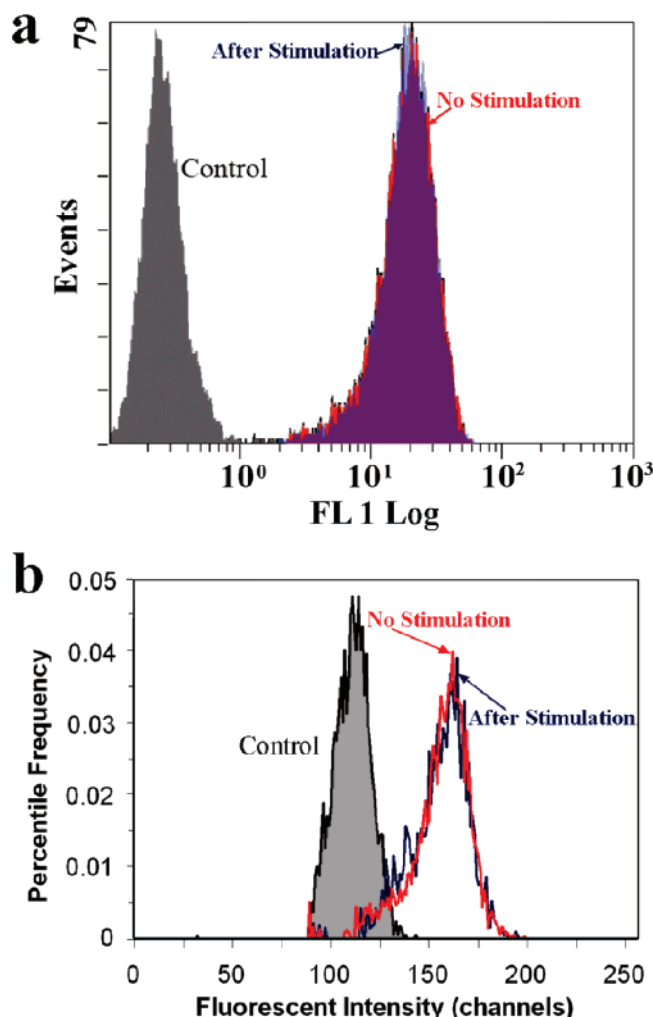 a
79
After Stimulation
No Stimulation
Control
Events
10⁰ 10¹ 10² 10³
FL 1 Log
b
0.05
No Stimulation
0.04
After Stimulation
Control
0.03
0.02
0.01
0
Percentile Frequency
0 50 100 150 200 250
Fluorescent Intensity (channels)